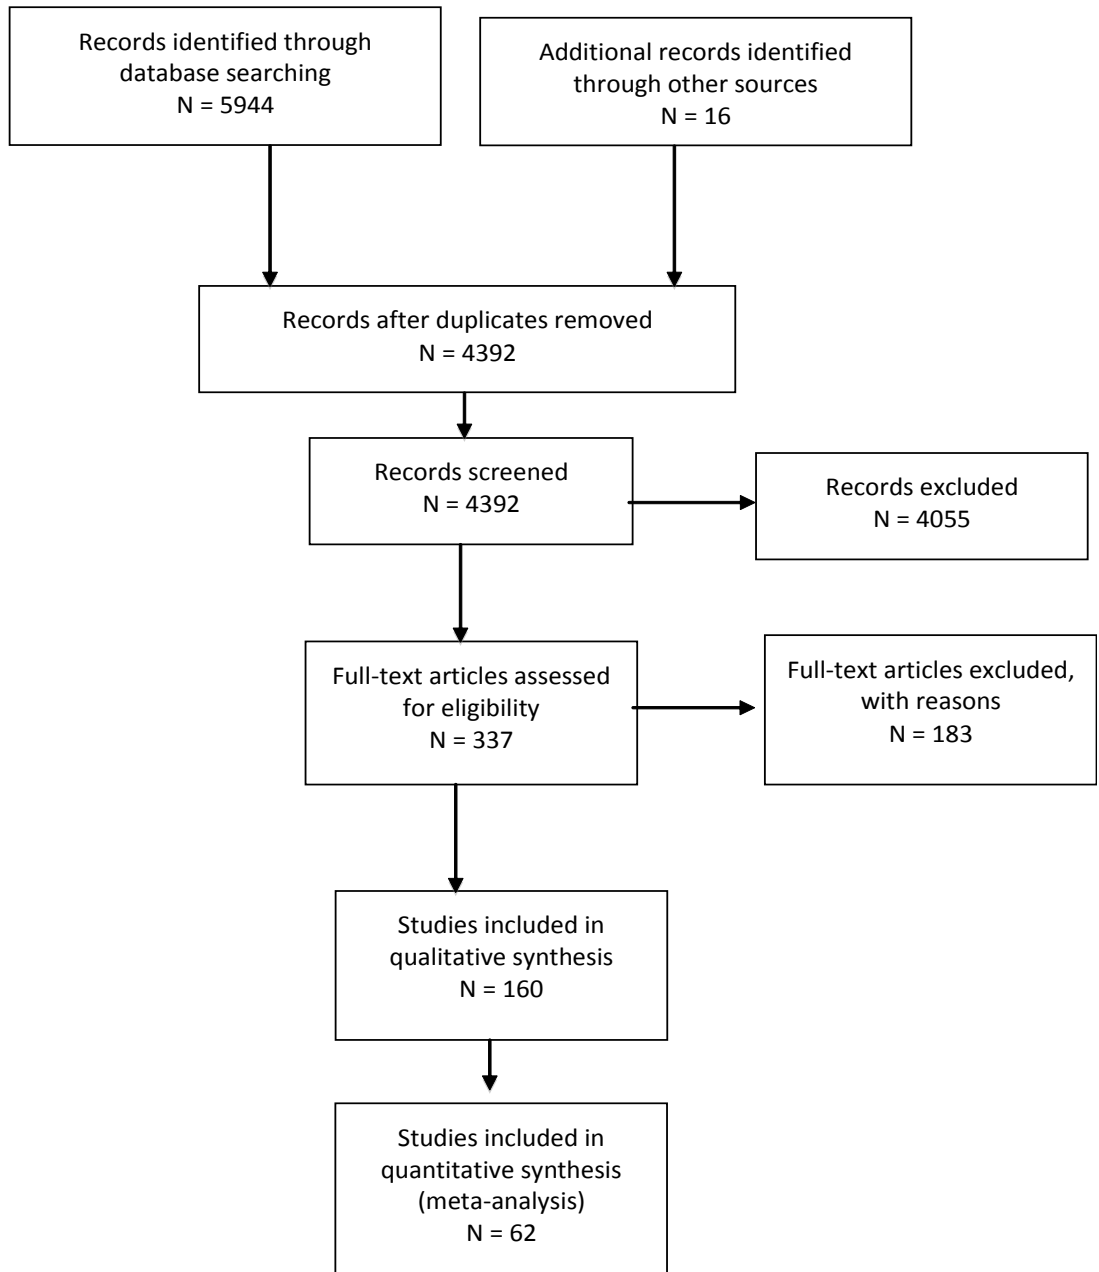 Records identified through
database searching
N = 5944
Additional records identified
through other sources
N = 16
Records after duplicates removed
N = 4392
Records screened
N = 4392
Records excluded
N = 4055
Full-text articles assessed
for eligibility
N = 337
Full-text articles excluded,
with reasons
N = 183
Studies included in
qualitative synthesis
N = 160
Studies included in
quantitative synthesis
(meta-analysis)
N = 62